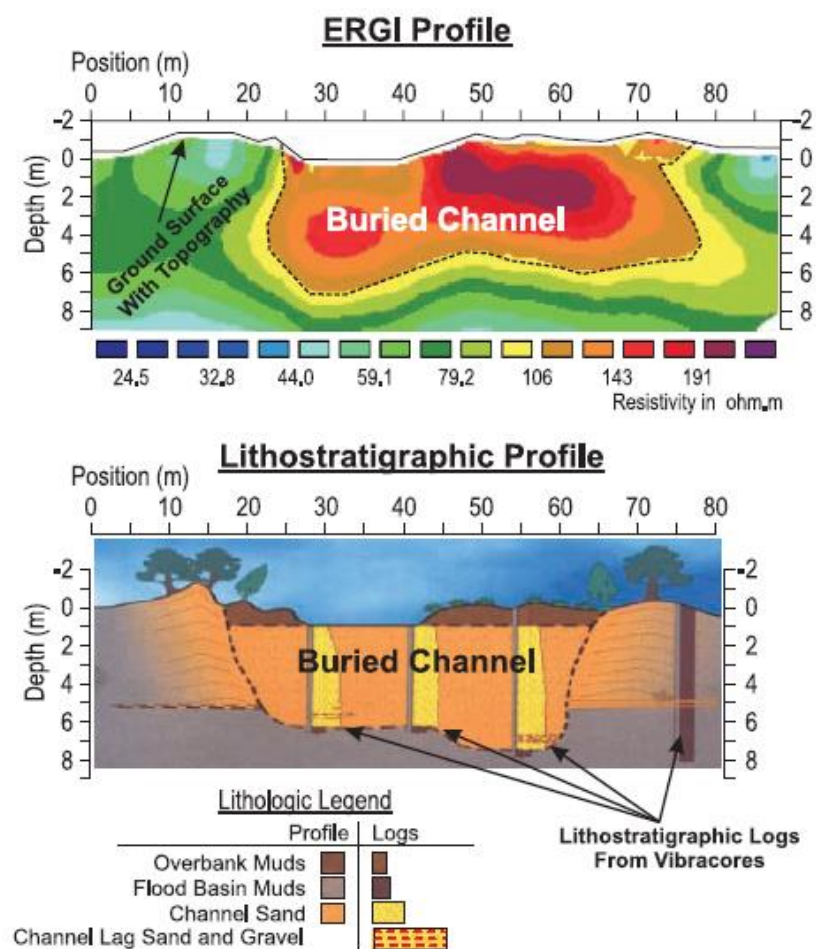 ERGI Profile
Position (m)
0 10 20 30 40 50 60 70 80
-2 -2
0 0
2 2
4 4
6 6
8 8
Depth (m)
Buried Channel
Ground Surface
With Topography
24.5 32.8 44.0 59.1 79.2 106 143 191
Resistivity in ohm.m
Lithostratigraphic Profile
Position (m)
0 10 20 30 40 50 60 70 80
-2 -2
0 0
2 2
4 4
6 6
8 8
Depth (m)
Buried Channel
Lithologic Legend
Profile Logs
Overbank Muds
Flood Basin Muds
Channel Sand
Channel Lag Sand and Gravel
Lithostratigraphic Logs
From Vibracores